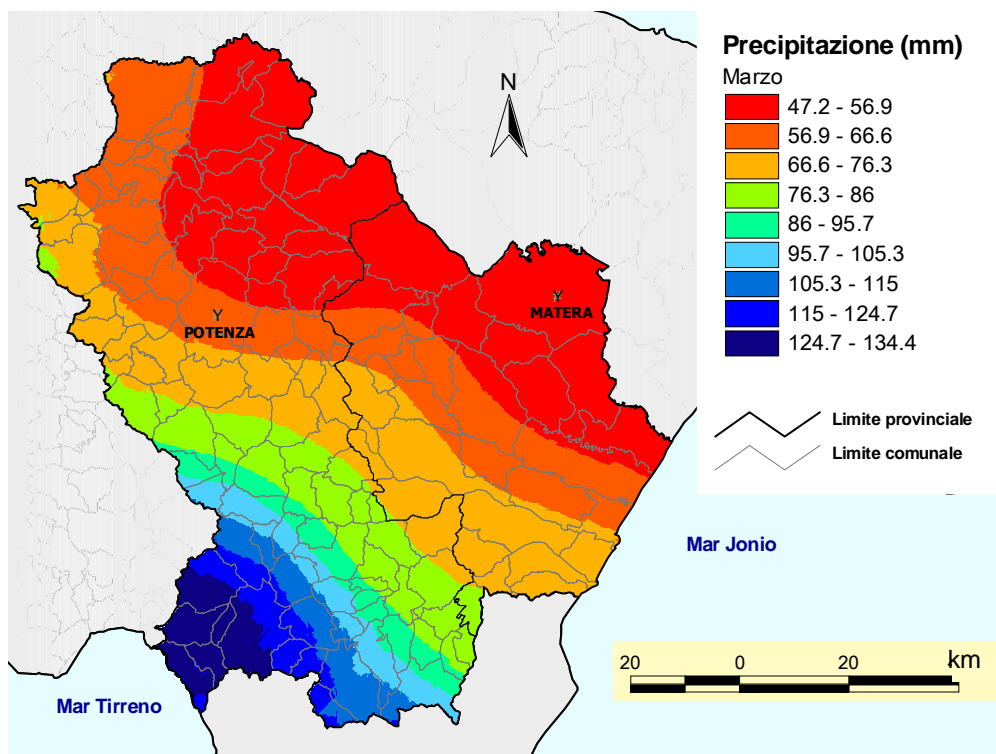 Precipitazione (mm)
Marzo
47.2 - 56.9
56.9 - 66.6
66.6 - 76.3
76.3 - 86
86 - 95.7
95.7 - 105.3
105.3 - 115
115 - 124.7
124.7 - 134.4
Limite provinciale
Limite comunale
N
MATERA
POTENZA
Mar Jonio
Mar Tirreno
20 0 20 km